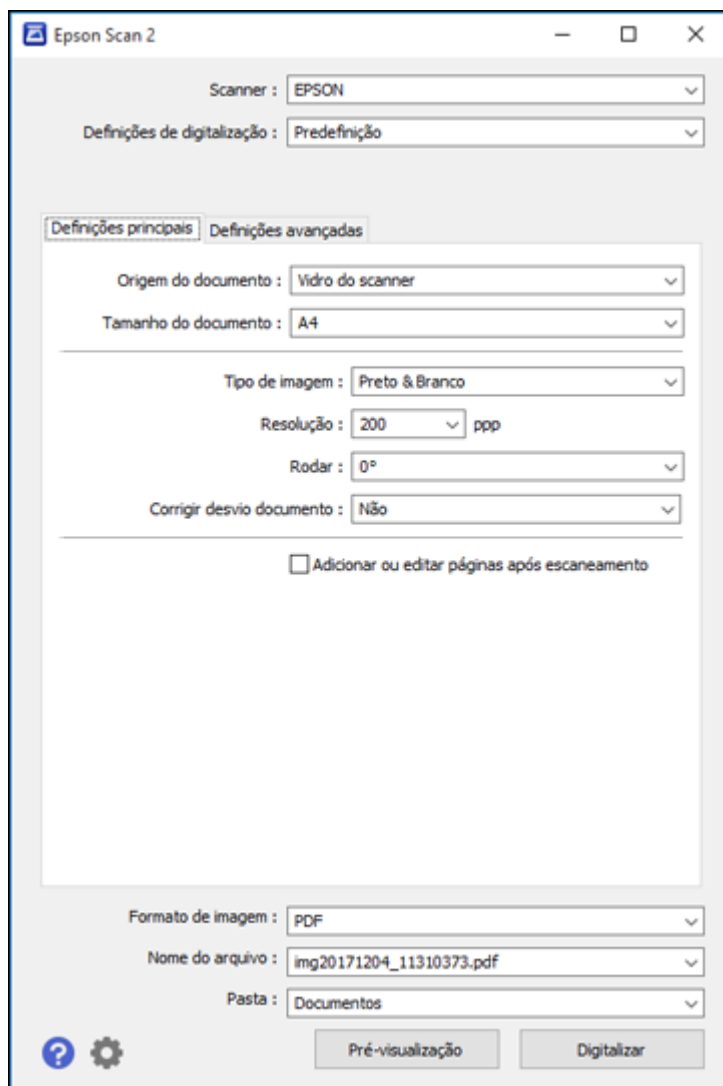 Epson Scan 2
Scanner : EPSON
Definições de digitalização : Predefinição
Definições principais Definições avançadas
Origem do documento : Vidro do scanner
Tamanho do documento : A4
Tipo de imagem : Preto & Branco
Resolução : 200 ppp
Rodar : 0°
Corrigir desvio documento : Não
Adicionar ou editar páginas após escaneamento
Formato de imagem : PDF
Nome do arquivo : img20171204_11310373.pdf
Pasta : Documentos
? Pré-visualização Digitalizar